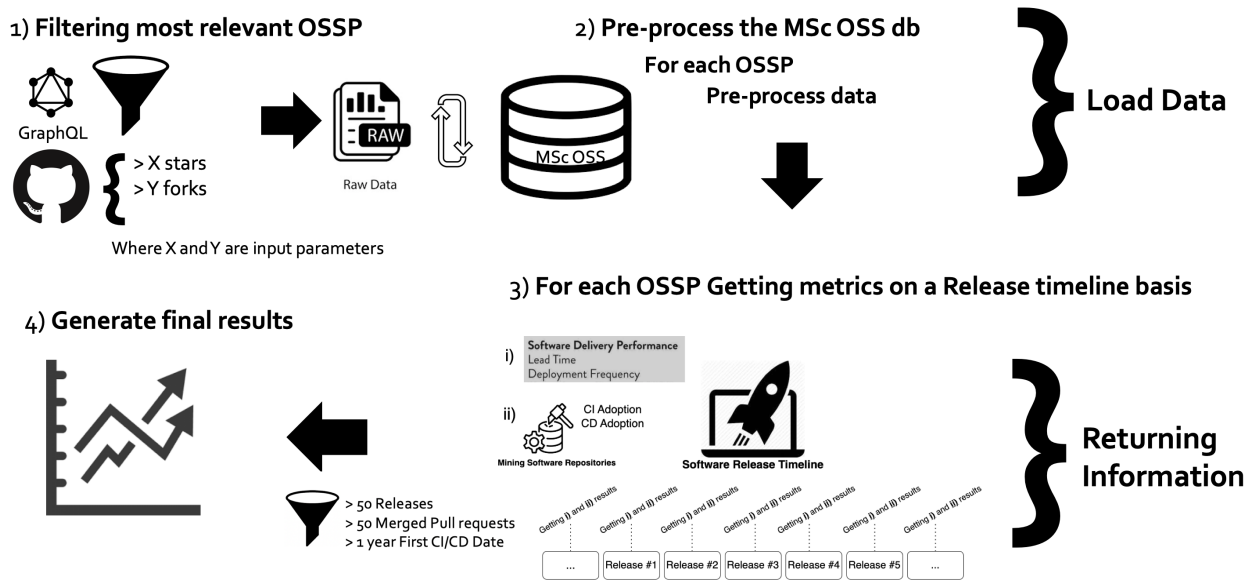 1) Filtering most relevant OSSP
GraphQL
> X stars
> Y forks
Where X and Y are input parameters
RAW
Raw Data
MSc OSS
2) Pre-process the MSc OSS db
For each OSSP
Pre-process data
Load Data
3) For each OSSP Getting metrics on a Release timeline basis
i)
Software Delivery Performance
Lead Time
Deployment Frequency
ii)
CI Adoption
CD Adoption
Mining Software Repositories
Software Release Timeline
Getting i) and ii) results
Getting i) and ii) results
Getting i) and ii) results
Getting i) and ii) results
Getting i) and ii) results
Getting i) and ii) results
Getting i) and ii) results
...
Release #1
Release #2
Release #3
Release #4
Release #5
...
Returning
Information
4) Generate final results
> 50 Releases
> 50 Merged Pull requests
> 1 year First CI/CD Date